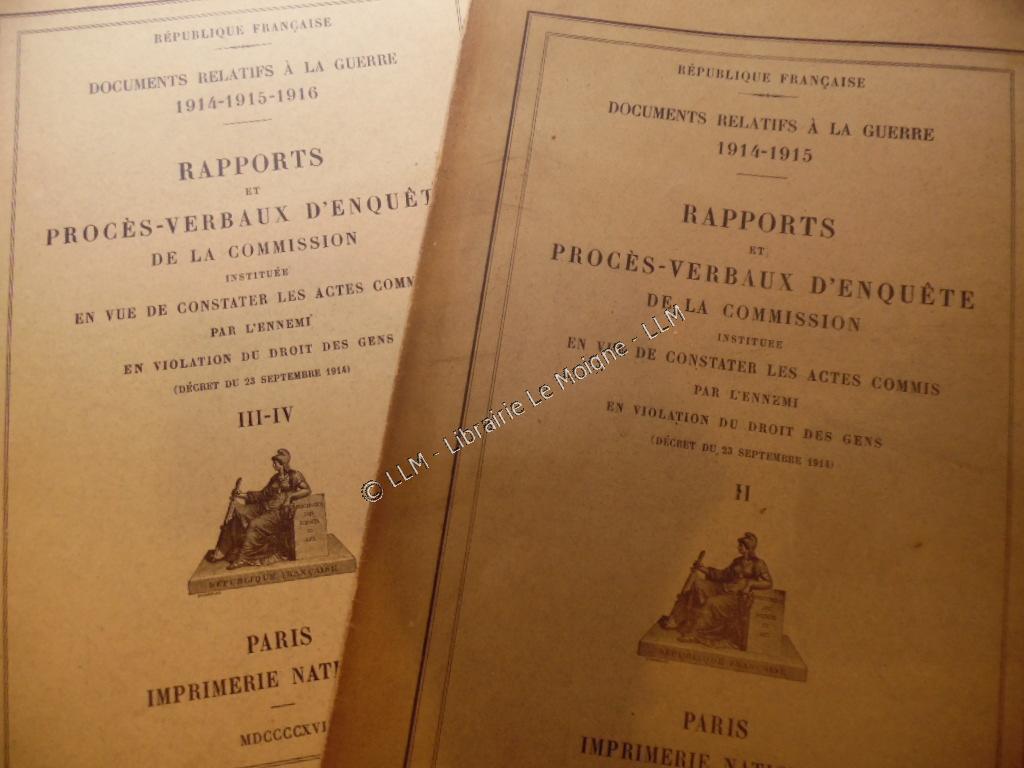 RÉPUBLIQUE FRANÇAISE
DOCUMENTS RELATIFS À LA GUERRE
1914-1915-1916
RAPPORTS
ET
PROCÈS-VERBAUX D'ENQUÊT
DE LA COMMISSION
INSTITUÉE
EN VUE DE CONSTATER LES ACTES COMM
PAR L'ENNEMI
EN VIOLATION DU DROIT DES GENS
(DÉCRET DU 23 SEPTEMBRE 1914)
III-IV
RÉPUBLIQUE FRANÇAISE
PARIS
IMPRIMERIE NATI
MDCCCCXVI
RÉPUBLIQUE FRANÇAISE
DOCUMENTS RELATIFS À LA GUERRE
1914-1915
RAPPORTS
ET
PROCÈS-VERBAUX D'ENQUÊTE
DE LA COMMISSION
INSTITUÉE
EN VUE DE CONSTATER LES ACTES COMMIS
PAR L'ENNEMI
EN VIOLATION DU DROIT DES GENS
(DÉCRET DU 23 SEPTEMBRE 1914)
II
RÉPUBLIQUE FRANÇAISE
PARIS
IMPRIMERIE NATI
© LLM - Librairie Le Moigne - LLM